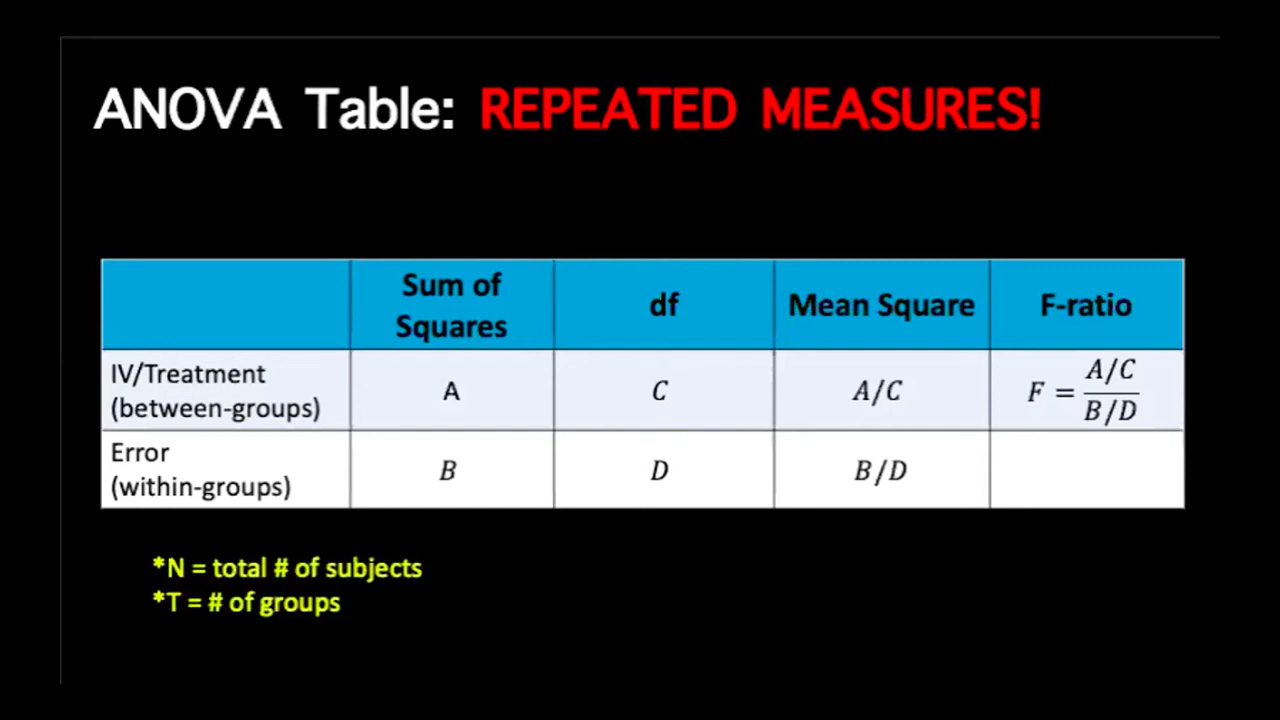 ANOVA Table: REPEATED MEASURES!
Sum of Squares df Mean Square F-ratio
IV/Treatment (between-groups) A C A/C F = A/C / B/D
Error (within-groups) B D B/D
*N = total # of subjects
*T = # of groups